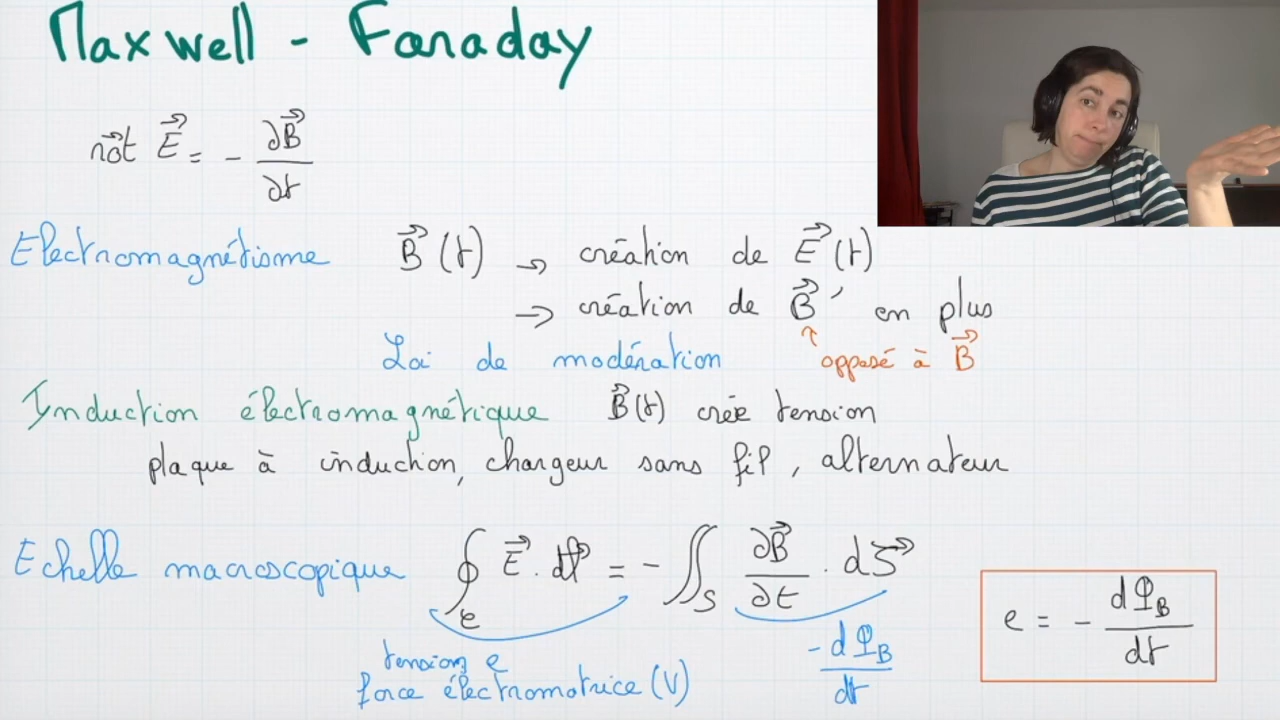 Maxwell - Faraday
rot E⃗ = - ∂B⃗/∂t
Electromagnétisme B⃗(t) → création de E⃗(t)
→ création de B⃗' en plus
Loi de modération ↑ opposé à B⃗
Induction électromagnétique B⃗(t) crée tension
plaque à induction, chargeur sans fil, alternateur
Echelle macroscopique ∮_C E⃗ . dl⃗ = - ∬_S ∂B⃗/∂t . dS⃗
tension e
force électromotrice (V)
- dΦ_B/dt
e = - dΦ_B/dt